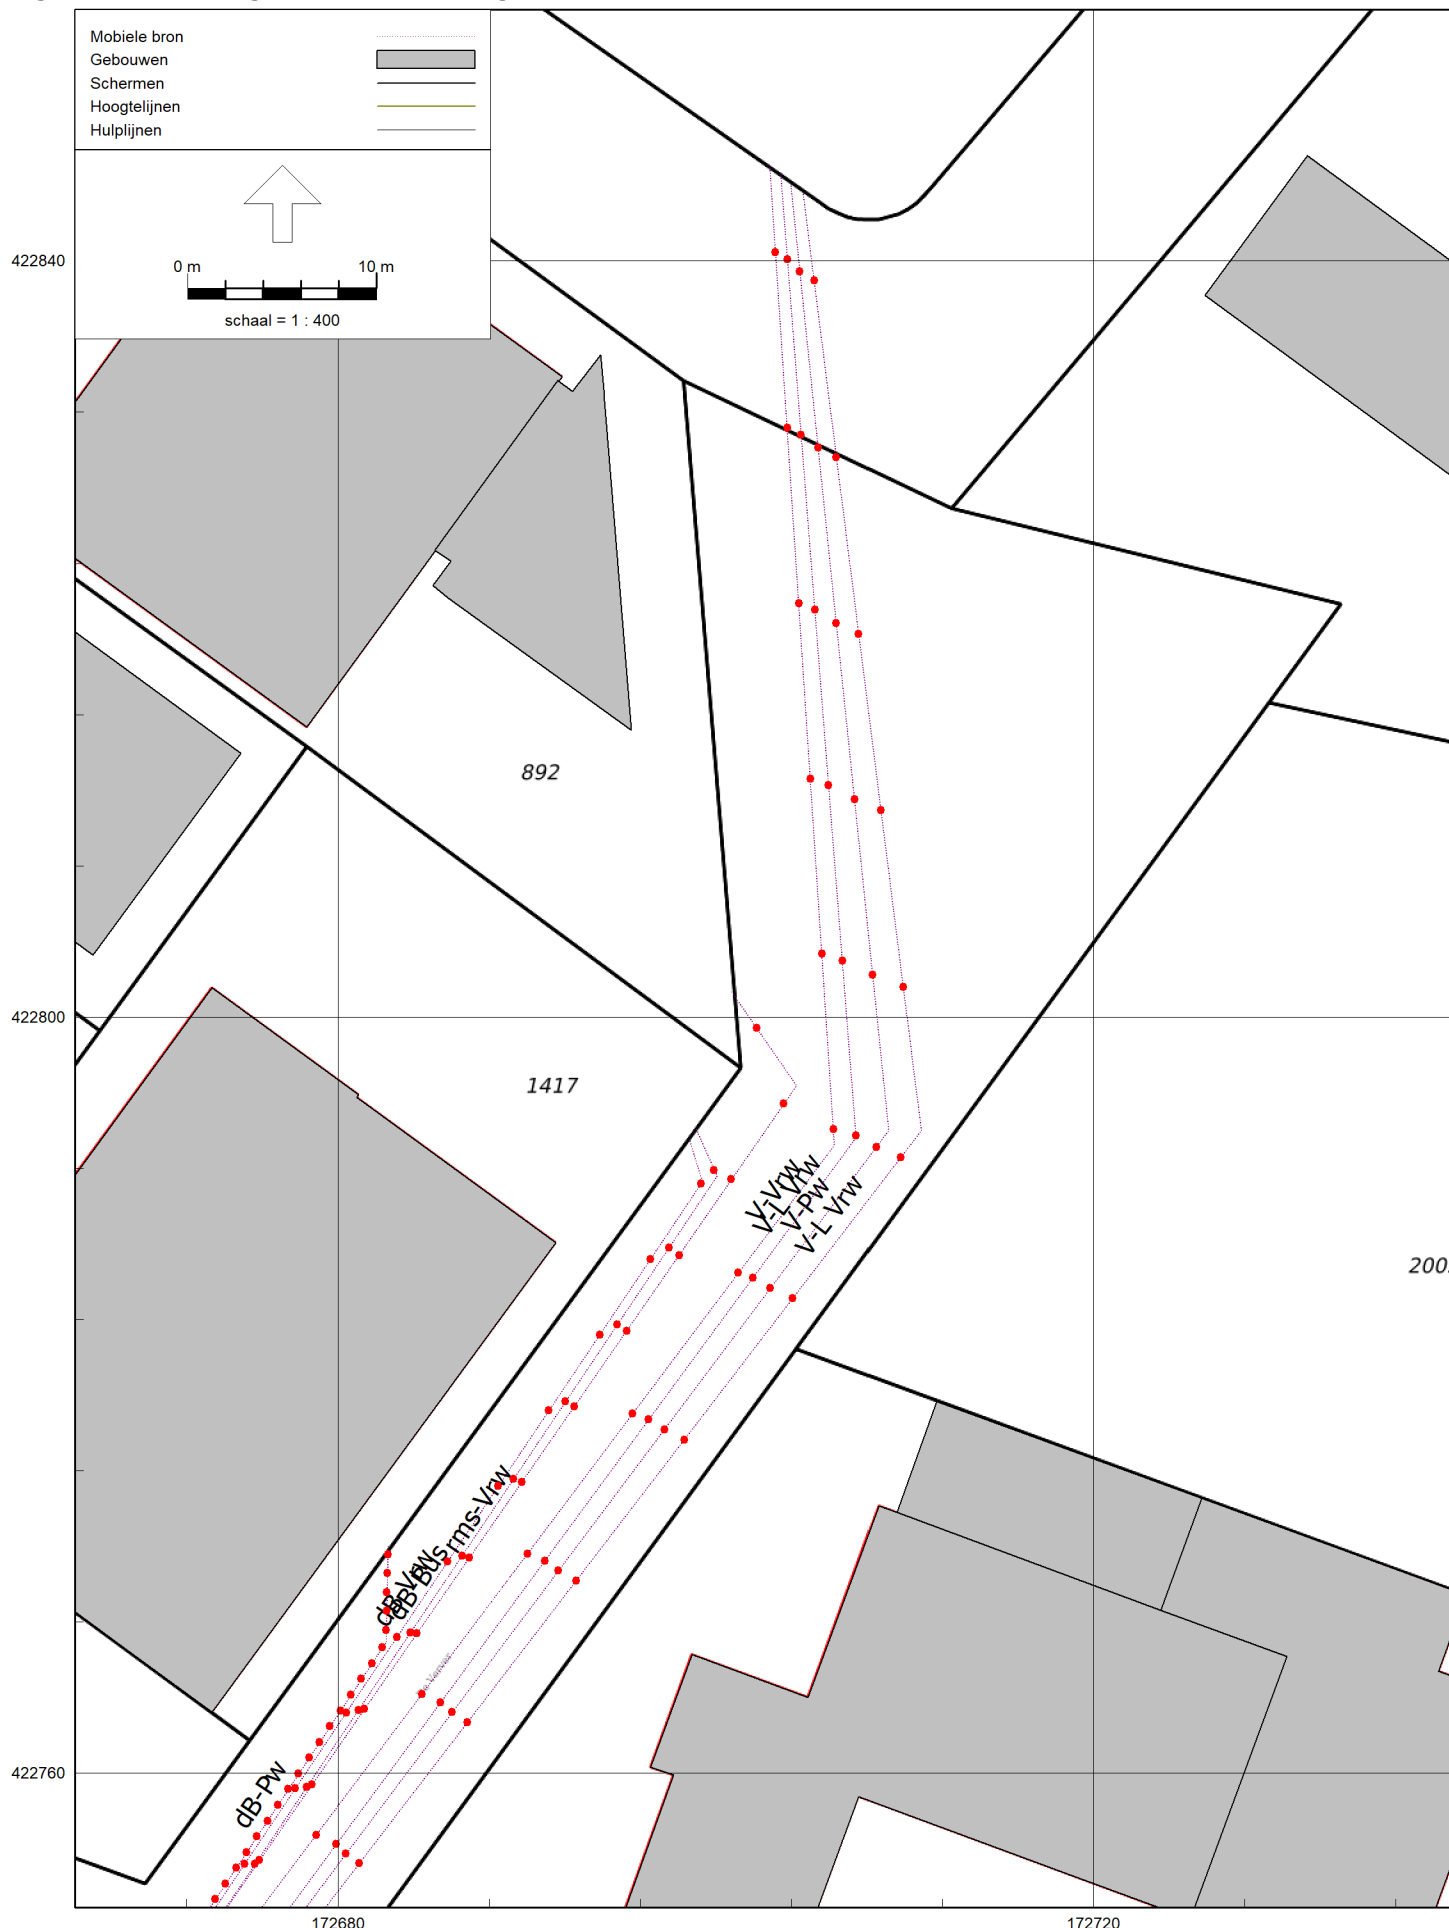 Mobiele bron
Gebouwen
Schermen
Hoogtelijnen
Hulplijnen
0 m 10 m
schaal = 1 : 400
422840
892
422800
1417
V-Vrw
V-L Vrw
V-Pw
V-L Vrw
200
rms-Vrw
dB-Bus
dB-Vrw
dB-Pw
422760
172680 172720